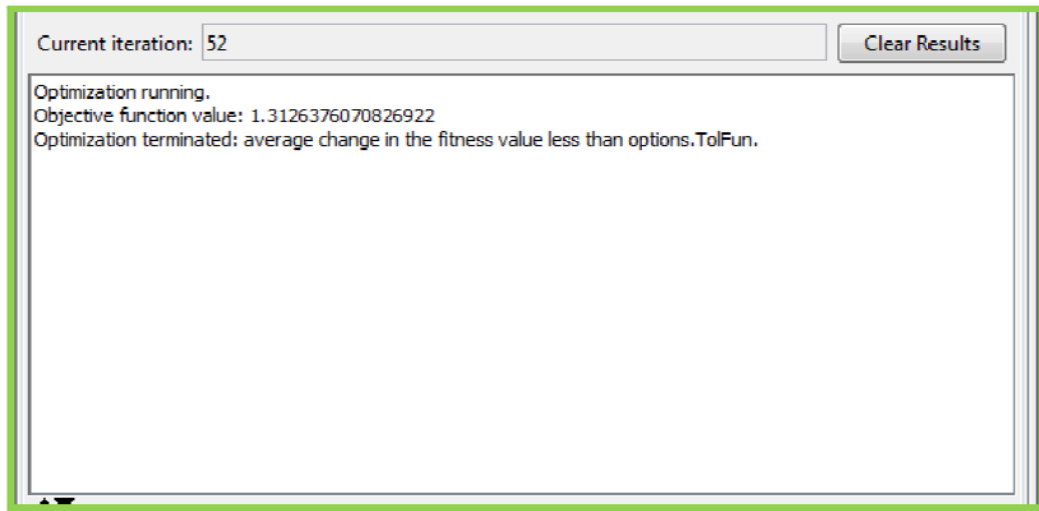 Current iteration: 52 Clear Results
Optimization running.
Objective function value: 1.3126376070826922
Optimization terminated: average change in the fitness value less than options.TolFun.